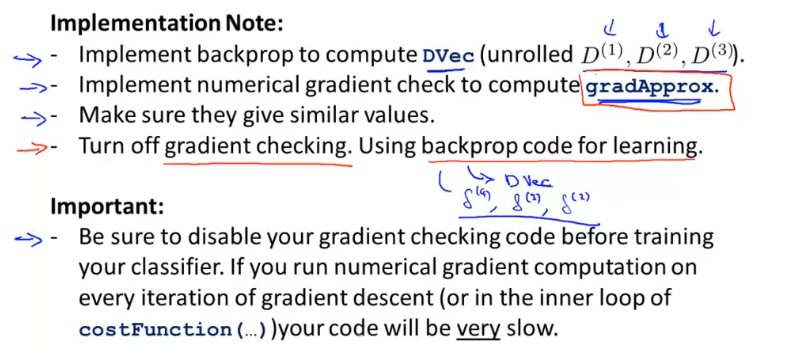 Implementation Note:
- Implement backprop to compute DVec (unrolled D⁽¹⁾, D⁽²⁾, D⁽³⁾).
- Implement numerical gradient check to compute gradApprox.
- Make sure they give similar values.
- Turn off gradient checking. Using backprop code for learning.
DVec
δ⁽⁴⁾, δ⁽³⁾, δ⁽²⁾
Important:
- Be sure to disable your gradient checking code before training
your classifier. If you run numerical gradient computation on
every iteration of gradient descent (or in the inner loop of
costFunction(…))your code will be very slow.